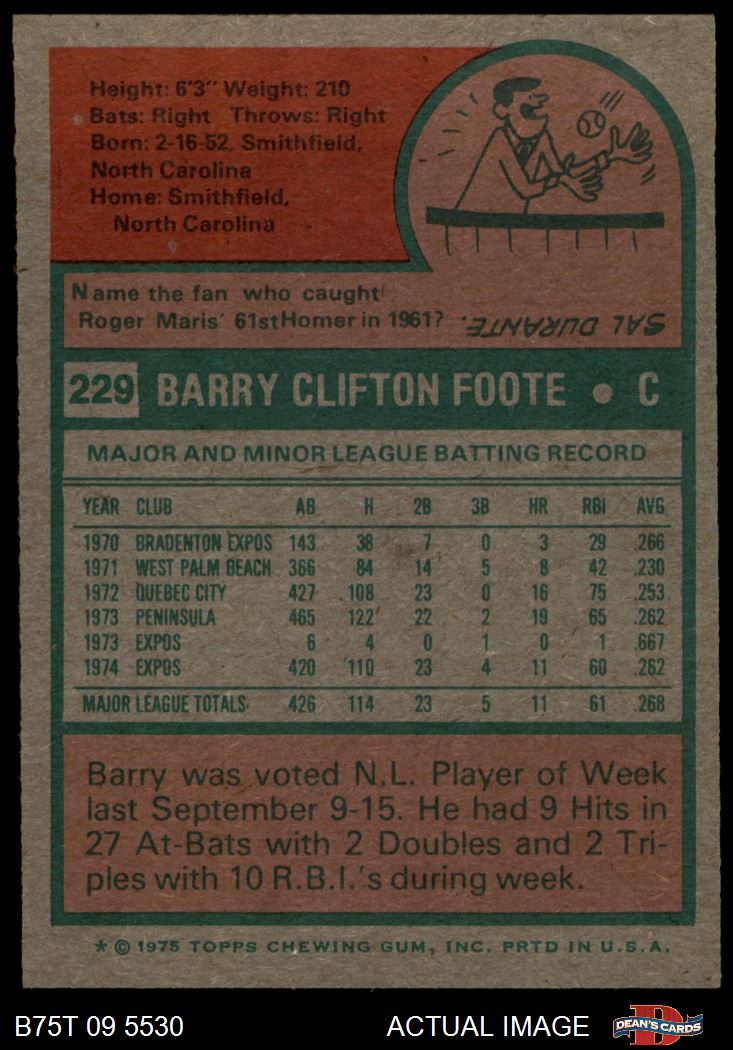 Height: 6'3" Weight: 210
Bats: Right Throws: Right
Born: 2-16-52, Smithfield,
North Carolina
Home: Smithfield,
North Carolina
Name the fan who caught
Roger Maris' 61st Homer in 1961?
SAL DURANTE.
229 BARRY CLIFTON FOOTE • C
MAJOR AND MINOR LEAGUE BATTING RECORD
YEAR CLUB AB H 2B 3B HR RBI AVG
1970 BRADENTON EXPOS 143 38 7 0 3 29 .266
1971 WEST PALM BEACH 366 84 14 5 8 42 .230
1972 QUEBEC CITY 427 108 23 0 16 75 .253
1973 PENINSULA 465 122 22 2 19 65 .262
1973 EXPOS 6 4 0 1 0 1 .667
1974 EXPOS 420 110 23 4 11 60 .262
MAJOR LEAGUE TOTALS 426 114 23 5 11 61 .268
Barry was voted N.L. Player of Week
last September 9-15. He had 9 Hits in
27 At-Bats with 2 Doubles and 2 Tri-
ples with 10 R.B.I.'s during week.
* © 1975 TOPPS CHEWING GUM, INC. PRTD IN U.S.A.
B75T 09 5530 ACTUAL IMAGE DEAN'S CARDS